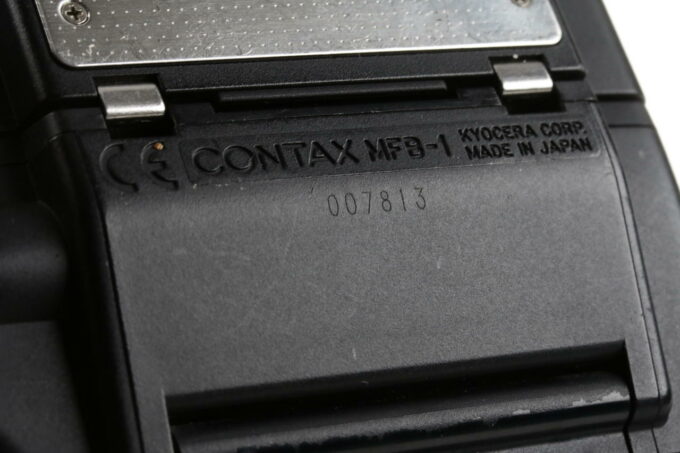 CE CONTAX MFB-1 KYOCERA CORP.
MADE IN JAPAN
007813